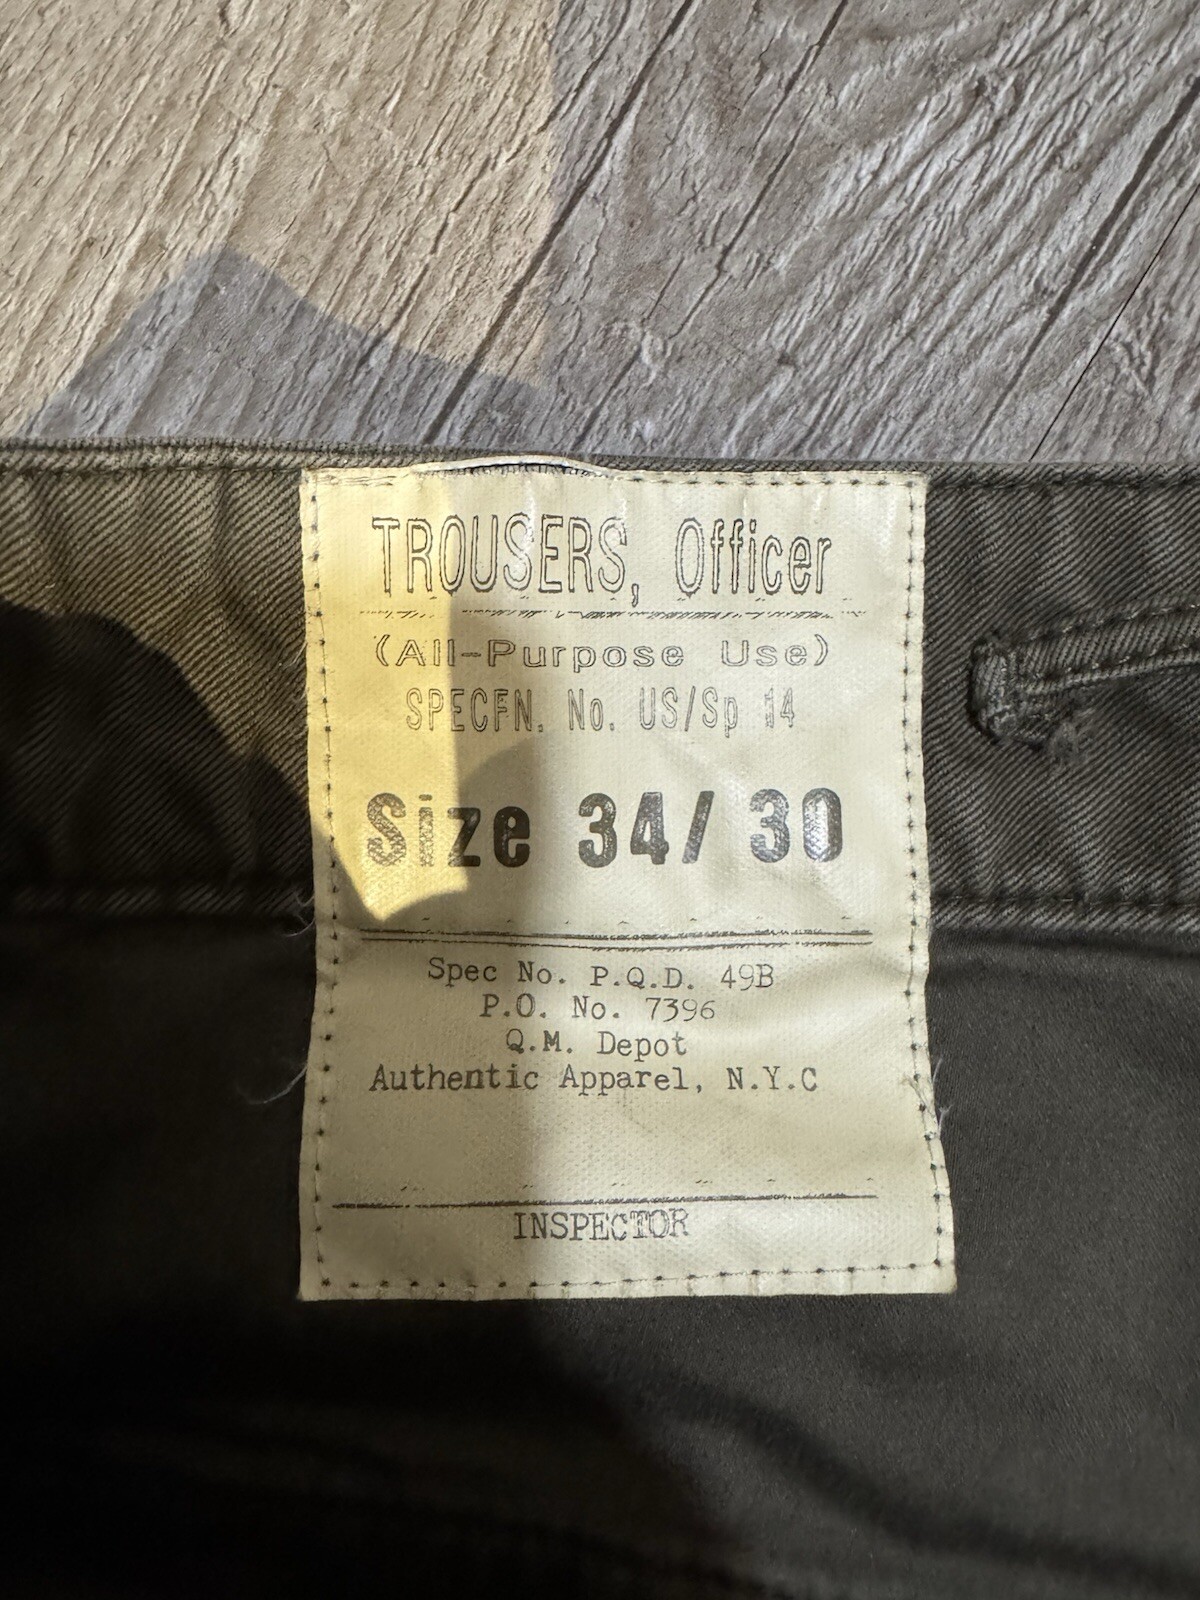 TROUSERS, Officer
(All-Purpose Use)
SPECFN. No. US/Sp 14
Size 34/ 30
Spec No. P.Q.D. 49B
P.O. No. 7396
Q.M. Depot
Authentic Apparel, N.Y.C
INSPECTOR